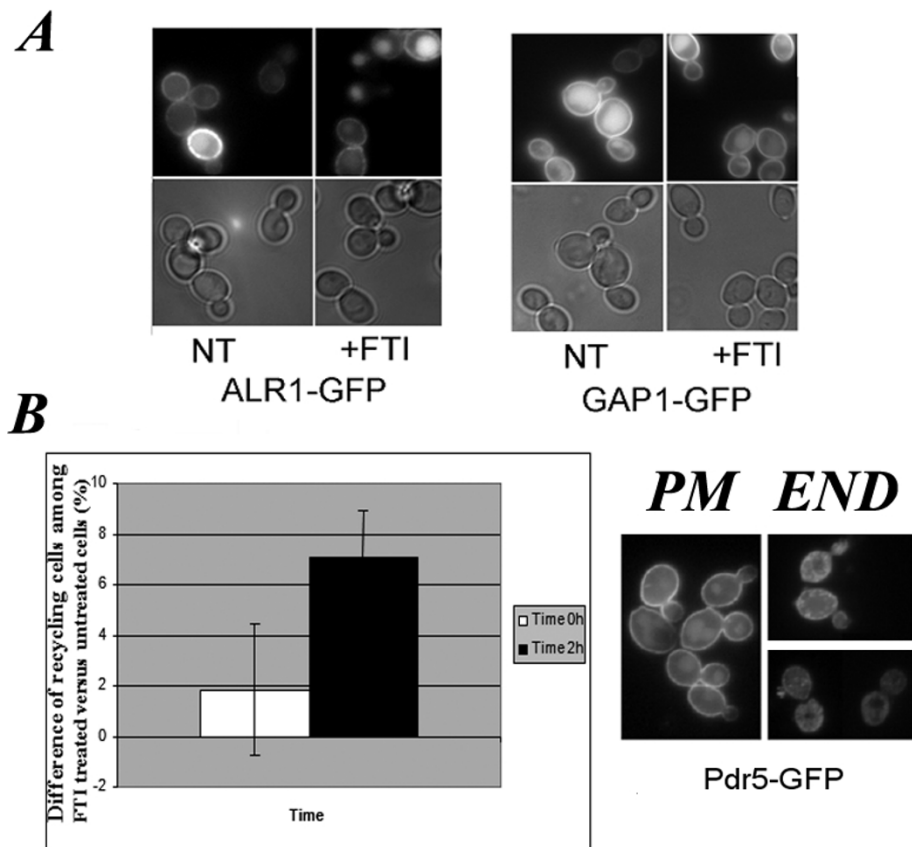 A
NT
+FTI
ALR1-GFP
NT
+FTI
GAP1-GFP
B
Difference of recycling cells among
FTI treated versus untreated cells (%)
10
8
6
4
2
0
-2
Time
Time 0h
Time 2h
PM
END
Pdr5-GFP